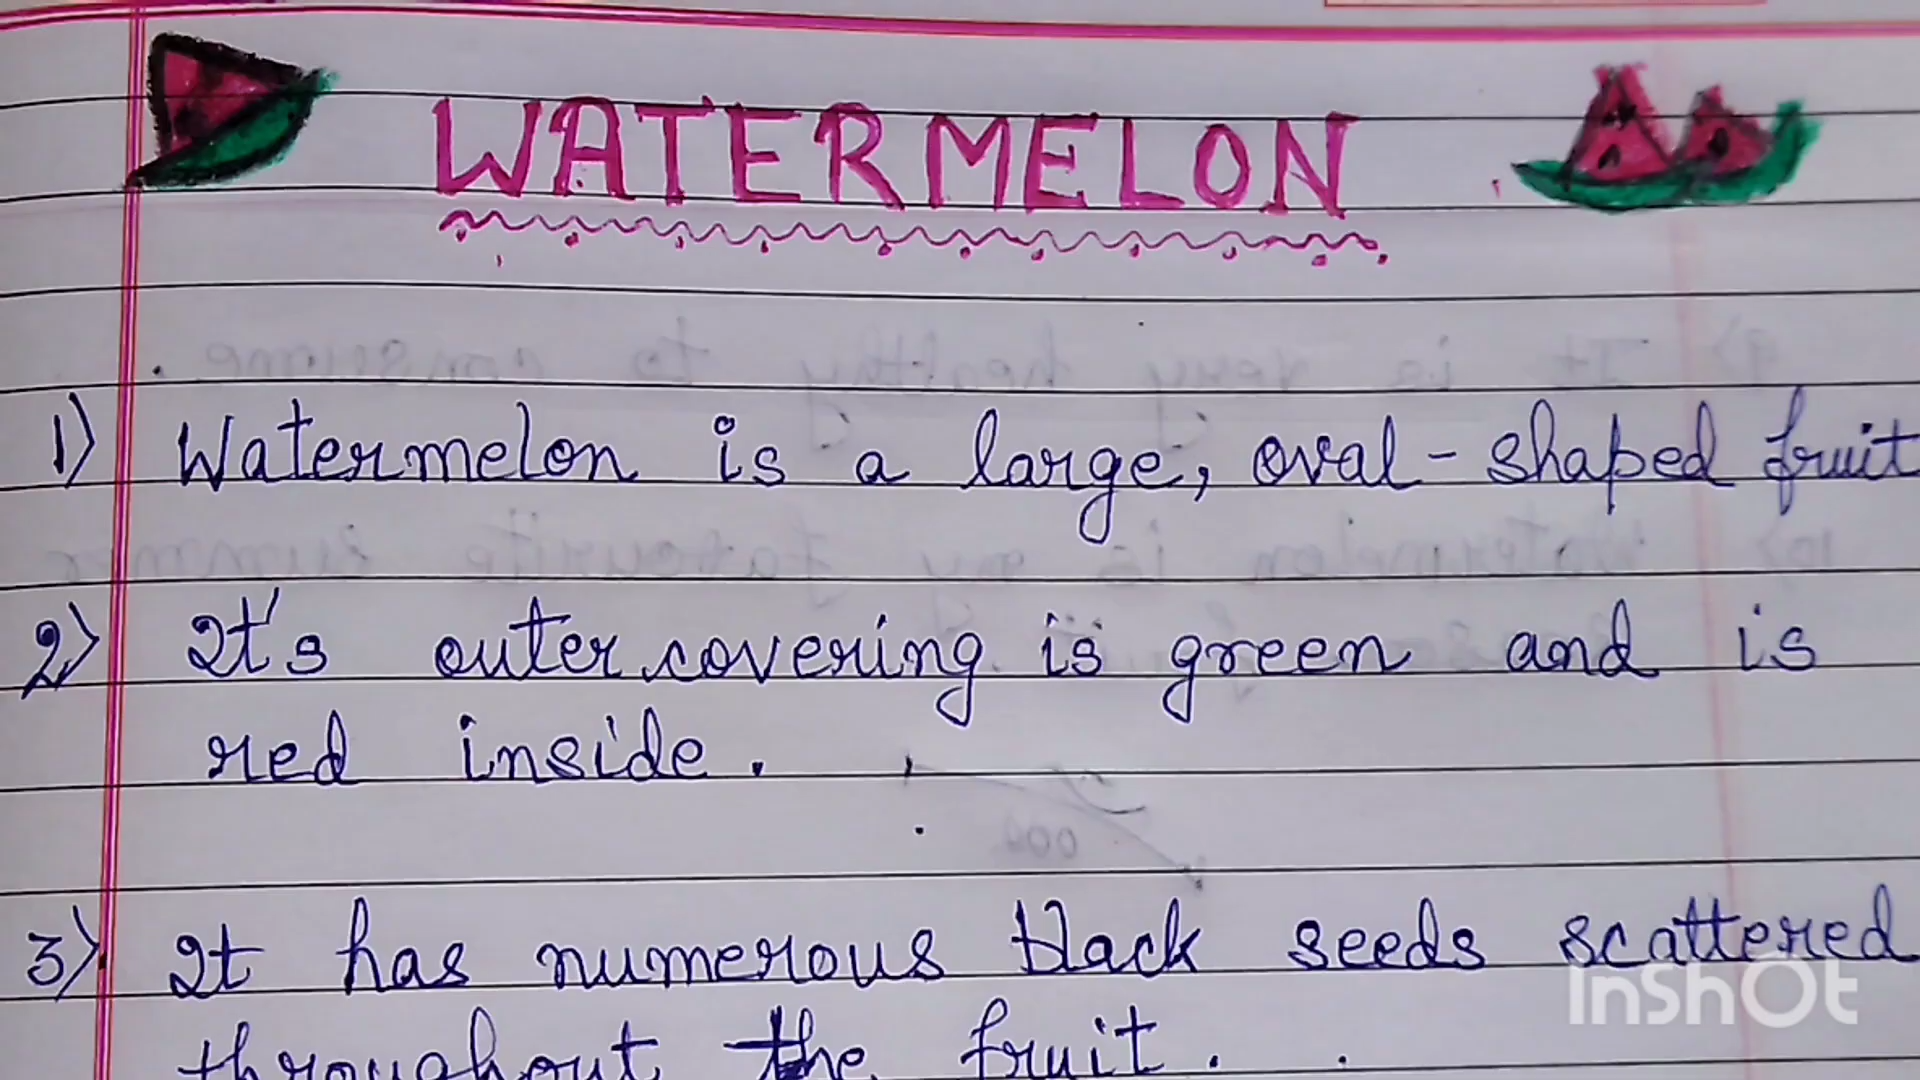 WATERMELON
1) Watermelon is a large, oval-shaped fruit
2) It's outer covering is green and is
red inside.
3) It has numerous black seeds scattered
throughout the fruit.
InShOt